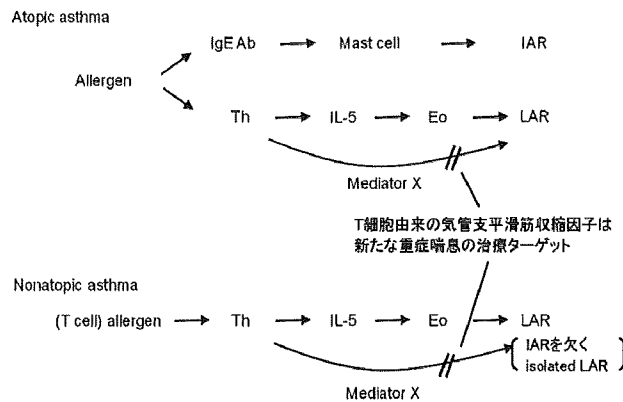 Atopic asthma
IgE Ab Mast cell IAR
Allergen
Th IL-5 Eo LAR
Mediator X
T細胞由来の気管支平滑筋収縮因子は
新たな重症喘息の治療ターゲット
Nonatopic asthma
(T cell) allergen Th IL-5 Eo LAR
IARを欠く
isolated LAR
Mediator X